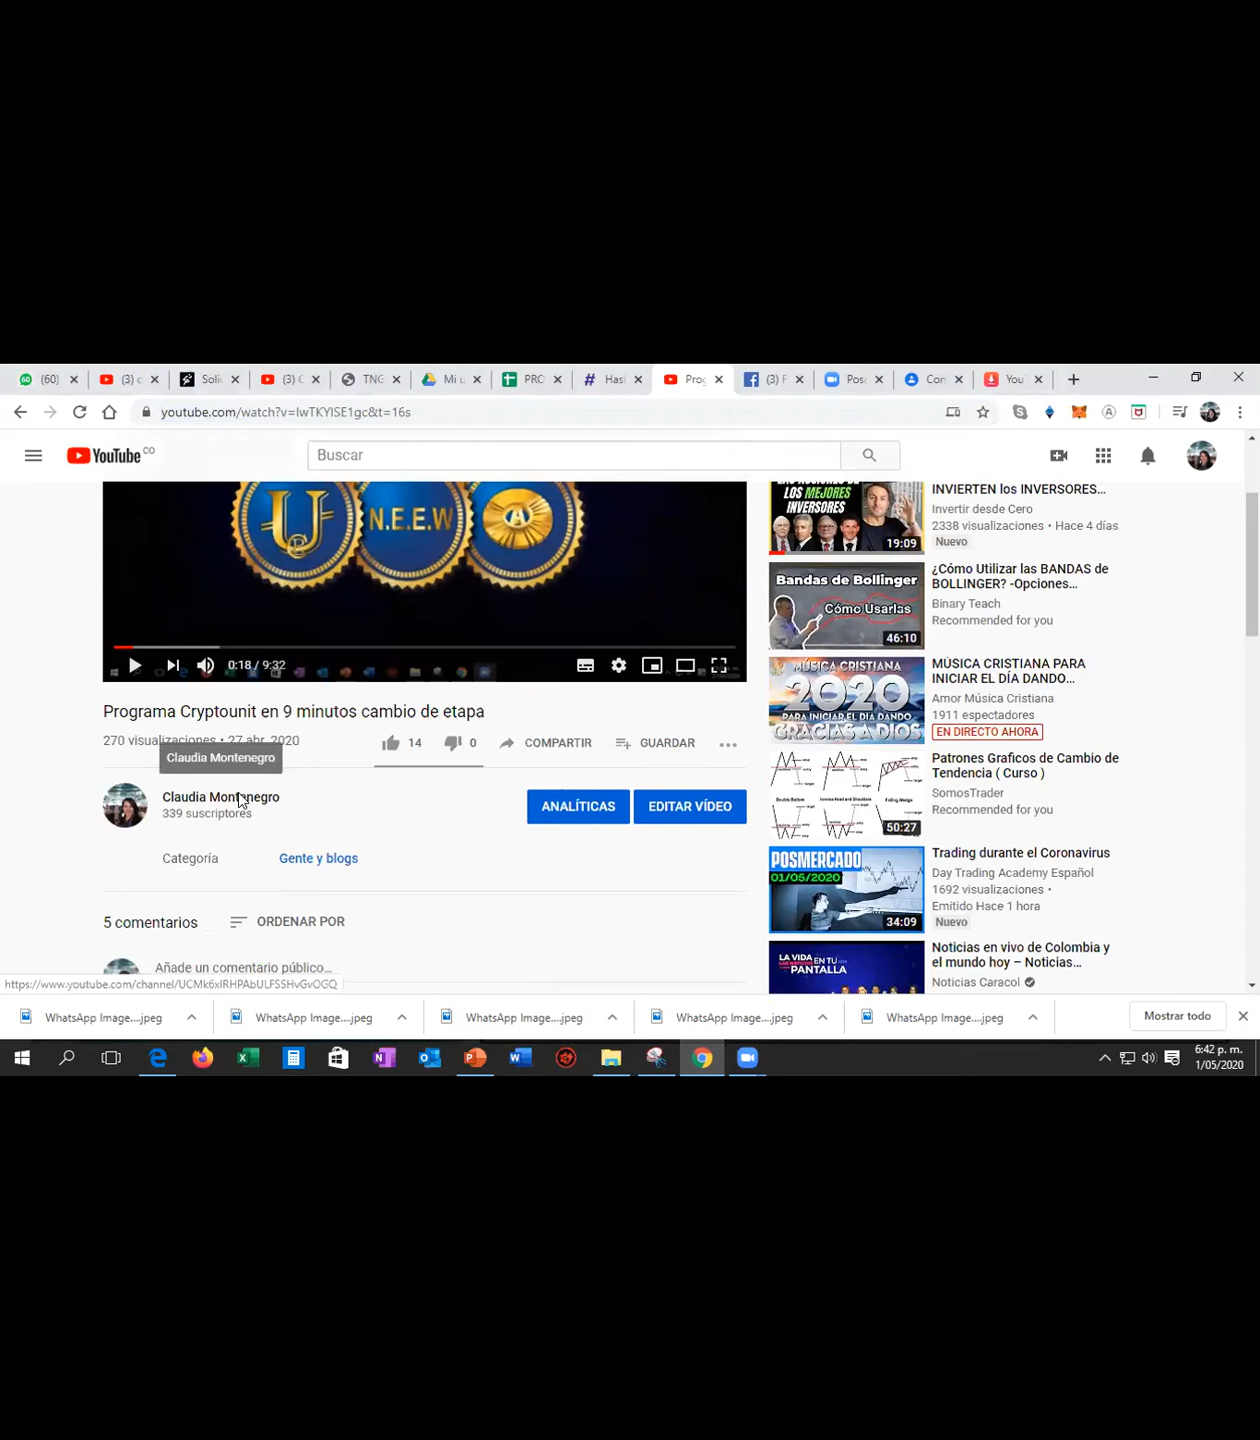 (60)
(3) c
Solic
(3) C
TNG
Mi u
PRO
Hasl
Prog
(3) F
Posa
Con
YouT
youtube.com/watch?v=IwTKYlSE1gc&t=16s
YouTube CO
Buscar
U N.E.E.W A
0:18 / 9:32
Programa Cryptounit en 9 minutos cambio de etapa
270 visualizaciones • 27 abr. 2020
14 0 COMPARTIR GUARDAR
Claudia Montenegro
Claudia Montenegro
339 suscriptores
ANALÍTICAS EDITAR VÍDEO
Categoría Gente y blogs
5 comentarios ORDENAR POR
Añade un comentario público...
https://www.youtube.com/channel/UCMk6xIRHPAbULFSSHvGvOGQ
LOS MEJORES
INVERSORES
19:09
INVIERTEN los INVERSORES...
Invertir desde Cero
2338 visualizaciones • Hace 4 días
Nuevo
Bandas de Bollinger
Cómo Usarlas
46:10
¿Cómo Utilizar las BANDAS de
BOLLINGER? -Opciones...
Binary Teach
Recommended for you
MÚSICA CRISTIANA
2020
PARA INICIAR EL DÍA DANDO
GRACIAS A DIOS
MÚSICA CRISTIANA PARA
INICIAR EL DÍA DANDO...
Amor Música Cristiana
1911 espectadores
EN DIRECTO AHORA
50:27
Patrones Graficos de Cambio de
Tendencia ( Curso )
SomosTrader
Recommended for you
POSMERCADO
01/05/2020
34:09
Trading durante el Coronavirus
Day Trading Academy Español
1692 visualizaciones •
Emitido Hace 1 hora
Nuevo
LA VIDA EN TU
PANTALLA
Noticias en vivo de Colombia y
el mundo hoy – Noticias...
Noticias Caracol
WhatsApp Image....jpeg
WhatsApp Image....jpeg
WhatsApp Image....jpeg
WhatsApp Image....jpeg
WhatsApp Image....jpeg
Mostrar todo
6:42 p. m.
1/05/2020